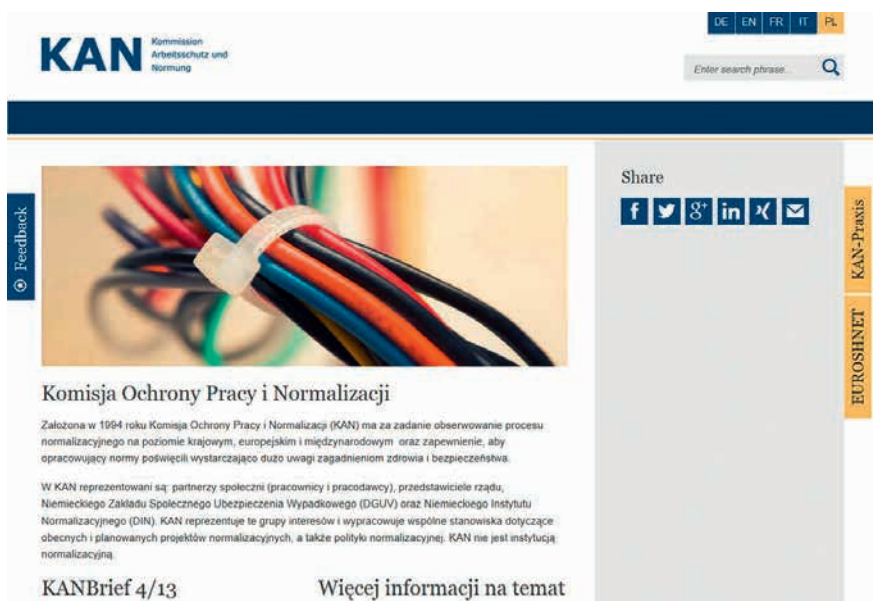 DE EN FR IT PL
KAN
Kommission
Arbeitsschutz und
Normung
Enter search phrase...
Feedback
Share
KAN-Praxis
EUROSHNET
Komisja Ochrony Pracy i Normalizacji
Założona w 1994 roku Komisja Ochrony Pracy i Normalizacji (KAN) ma za zadanie obserwowanie procesu
normalizacyjnego na poziomie krajowym, europejskim i międzynarodowym oraz zapewnienie, aby
opracowujący normy poświęcili wystarczająco dużo uwagi zagadnieniom zdrowia i bezpieczeństwa.
W KAN reprezentowani są: partnerzy społeczni (pracownicy i pracodawcy), przedstawiciele rządu,
Niemieckiego Zakładu Społecznego Ubezpieczenia Wypadkowego (DGUV) oraz Niemieckiego Instytutu
Normalizacyjnego (DIN). KAN reprezentuje te grupy interesów i wypracowuje wspólne stanowiska dotyczące
obecnych i planowanych projektów normalizacyjnych, a także polityki normalizacyjnej. KAN nie jest instytucją
normalizacyjną.
KANBrief 4/13
Więcej informacji na temat